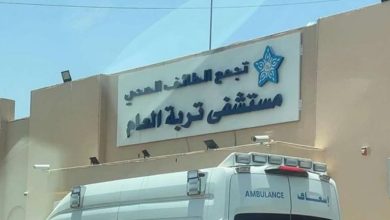 تجمع الطائف الصحي
مستشفى تربة العام
AMBULANCE إسعاف